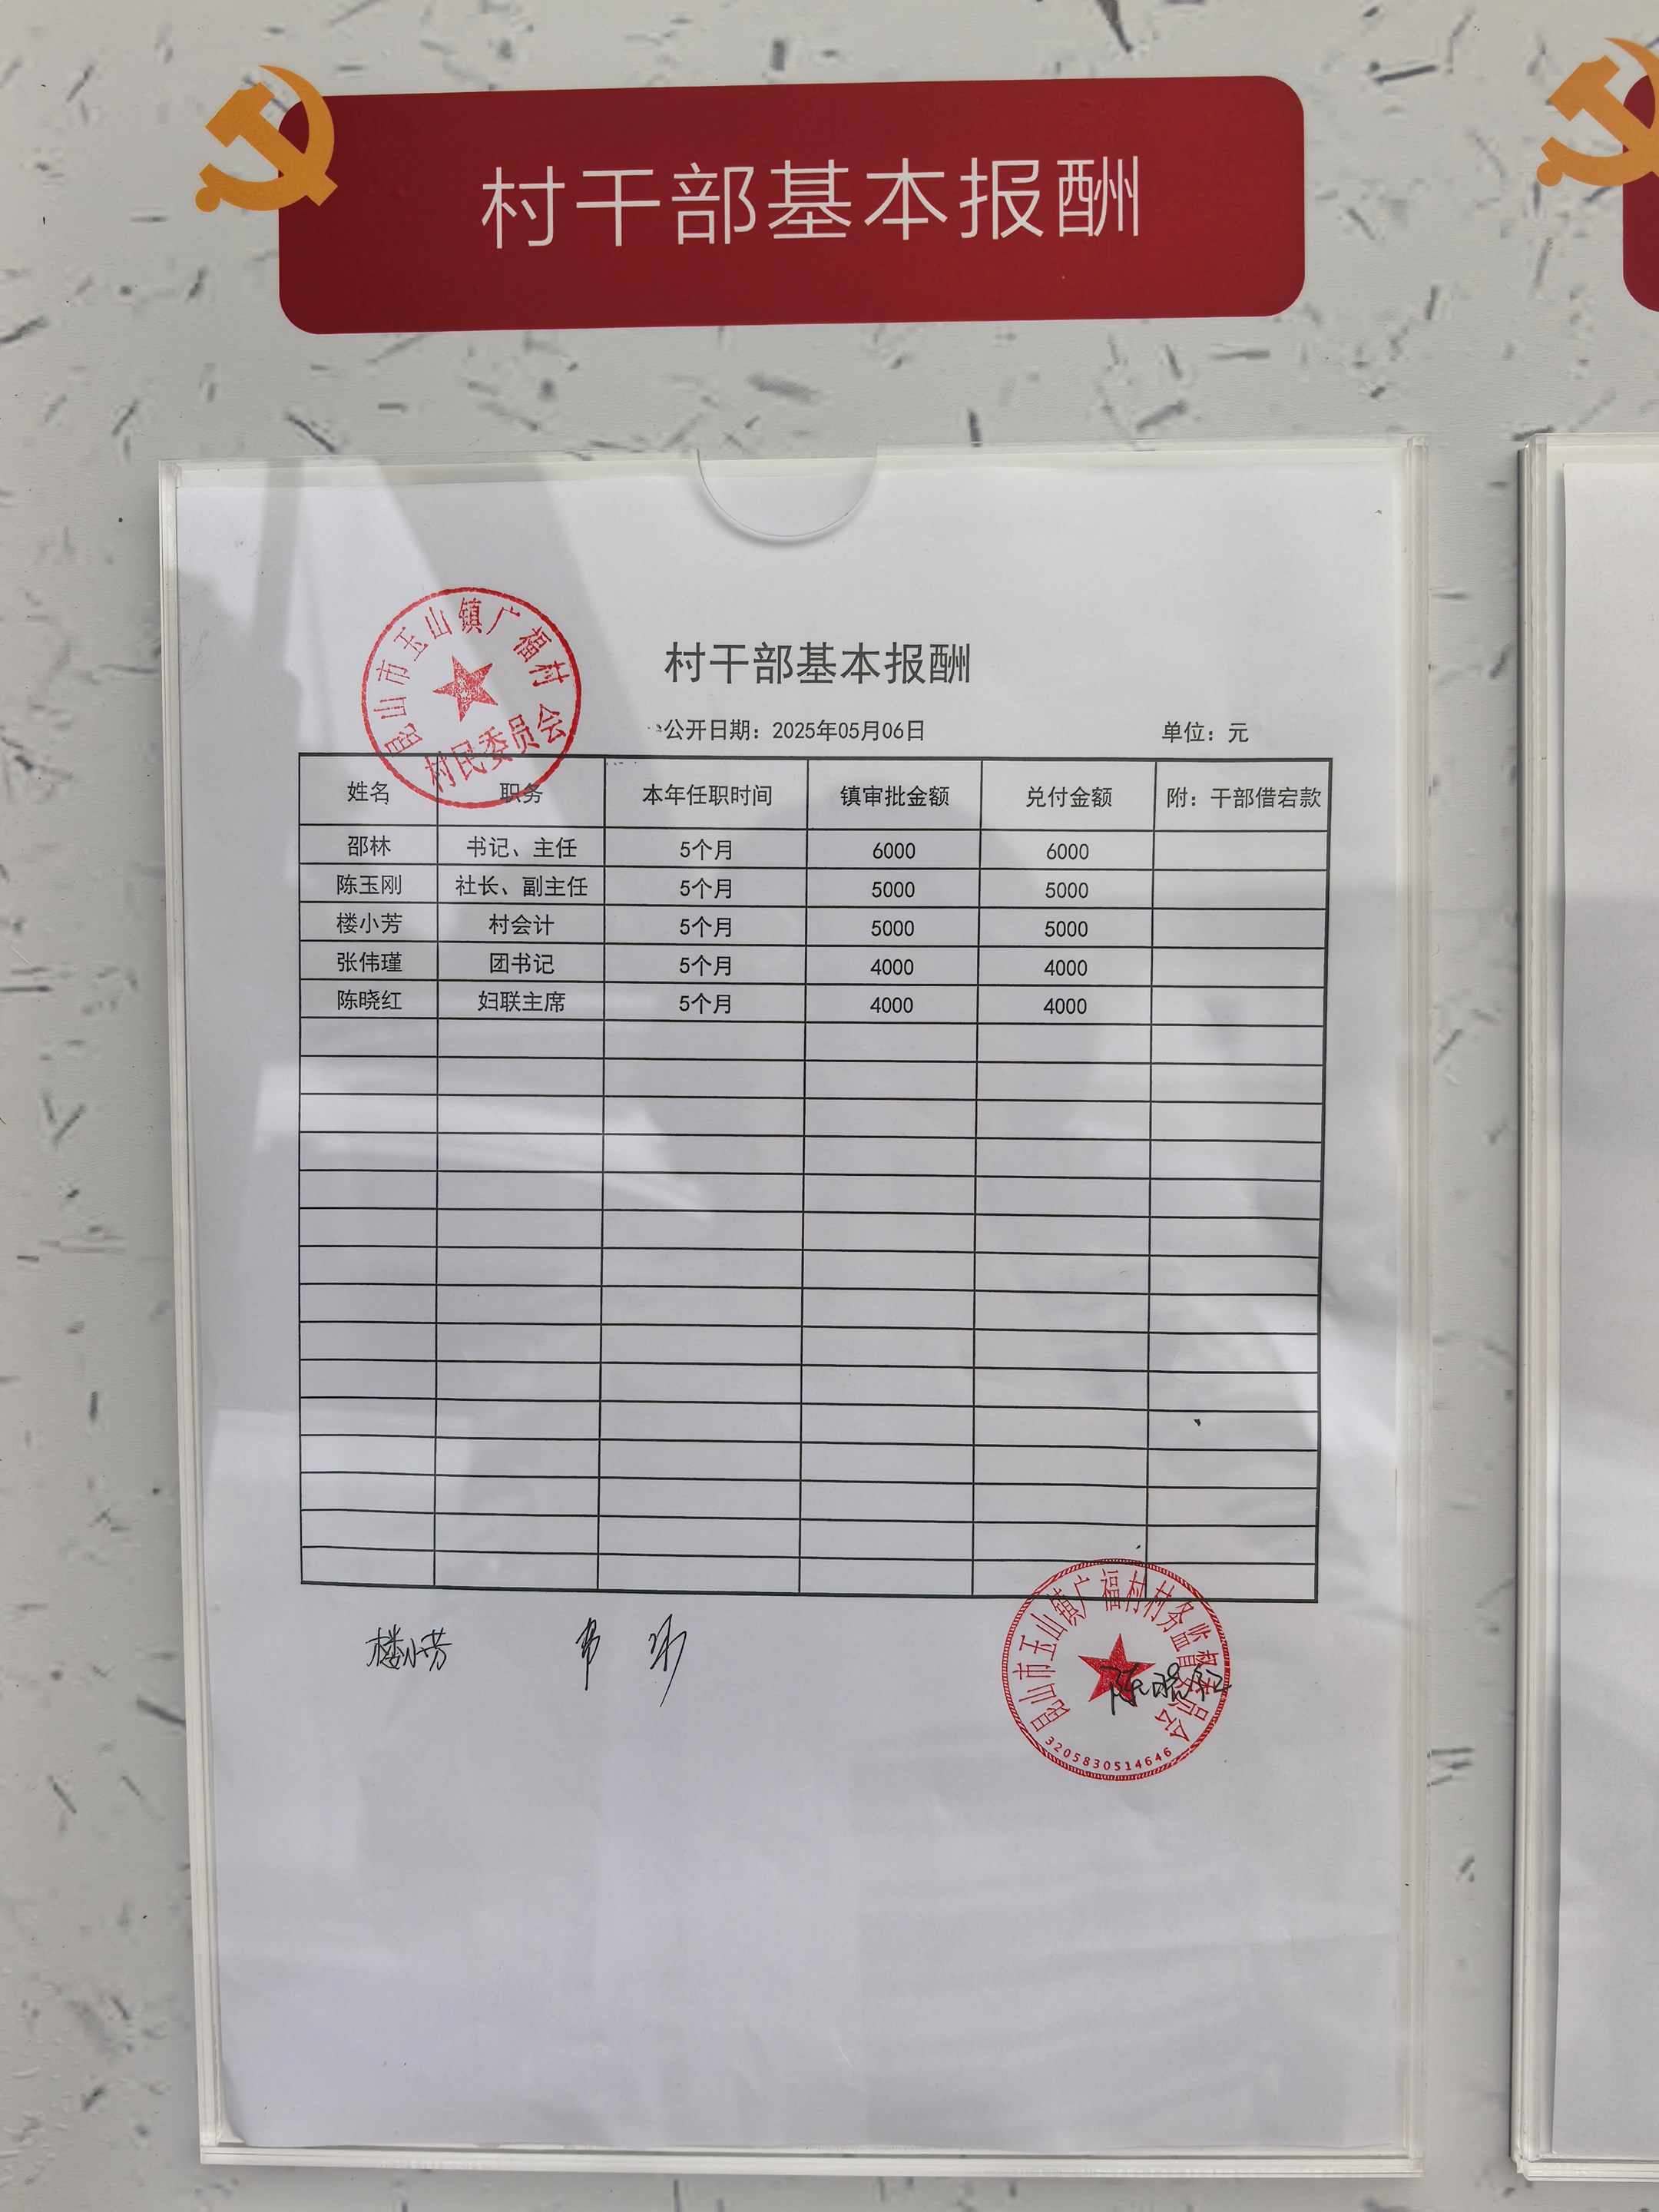 村干部基本报酬
昆山市玉山镇广福村
村民委员会
村干部基本报酬
公开日期：2025年05月06日 单位：元
姓名 职务 本年任职时间 镇审批金额 兑付金额 附：干部借宕款
邵林 书记、主任 5个月 6000 6000
陈玉刚 社长、副主任 5个月 5000 5000
楼小芳 村会计 5个月 5000 5000
张伟瑾 团书记 5个月 4000 4000
陈晓红 妇联主席 5个月 4000 4000
楼小芳
陈晓红
昆山市玉山镇广福村村务监督委员会
3205830514646